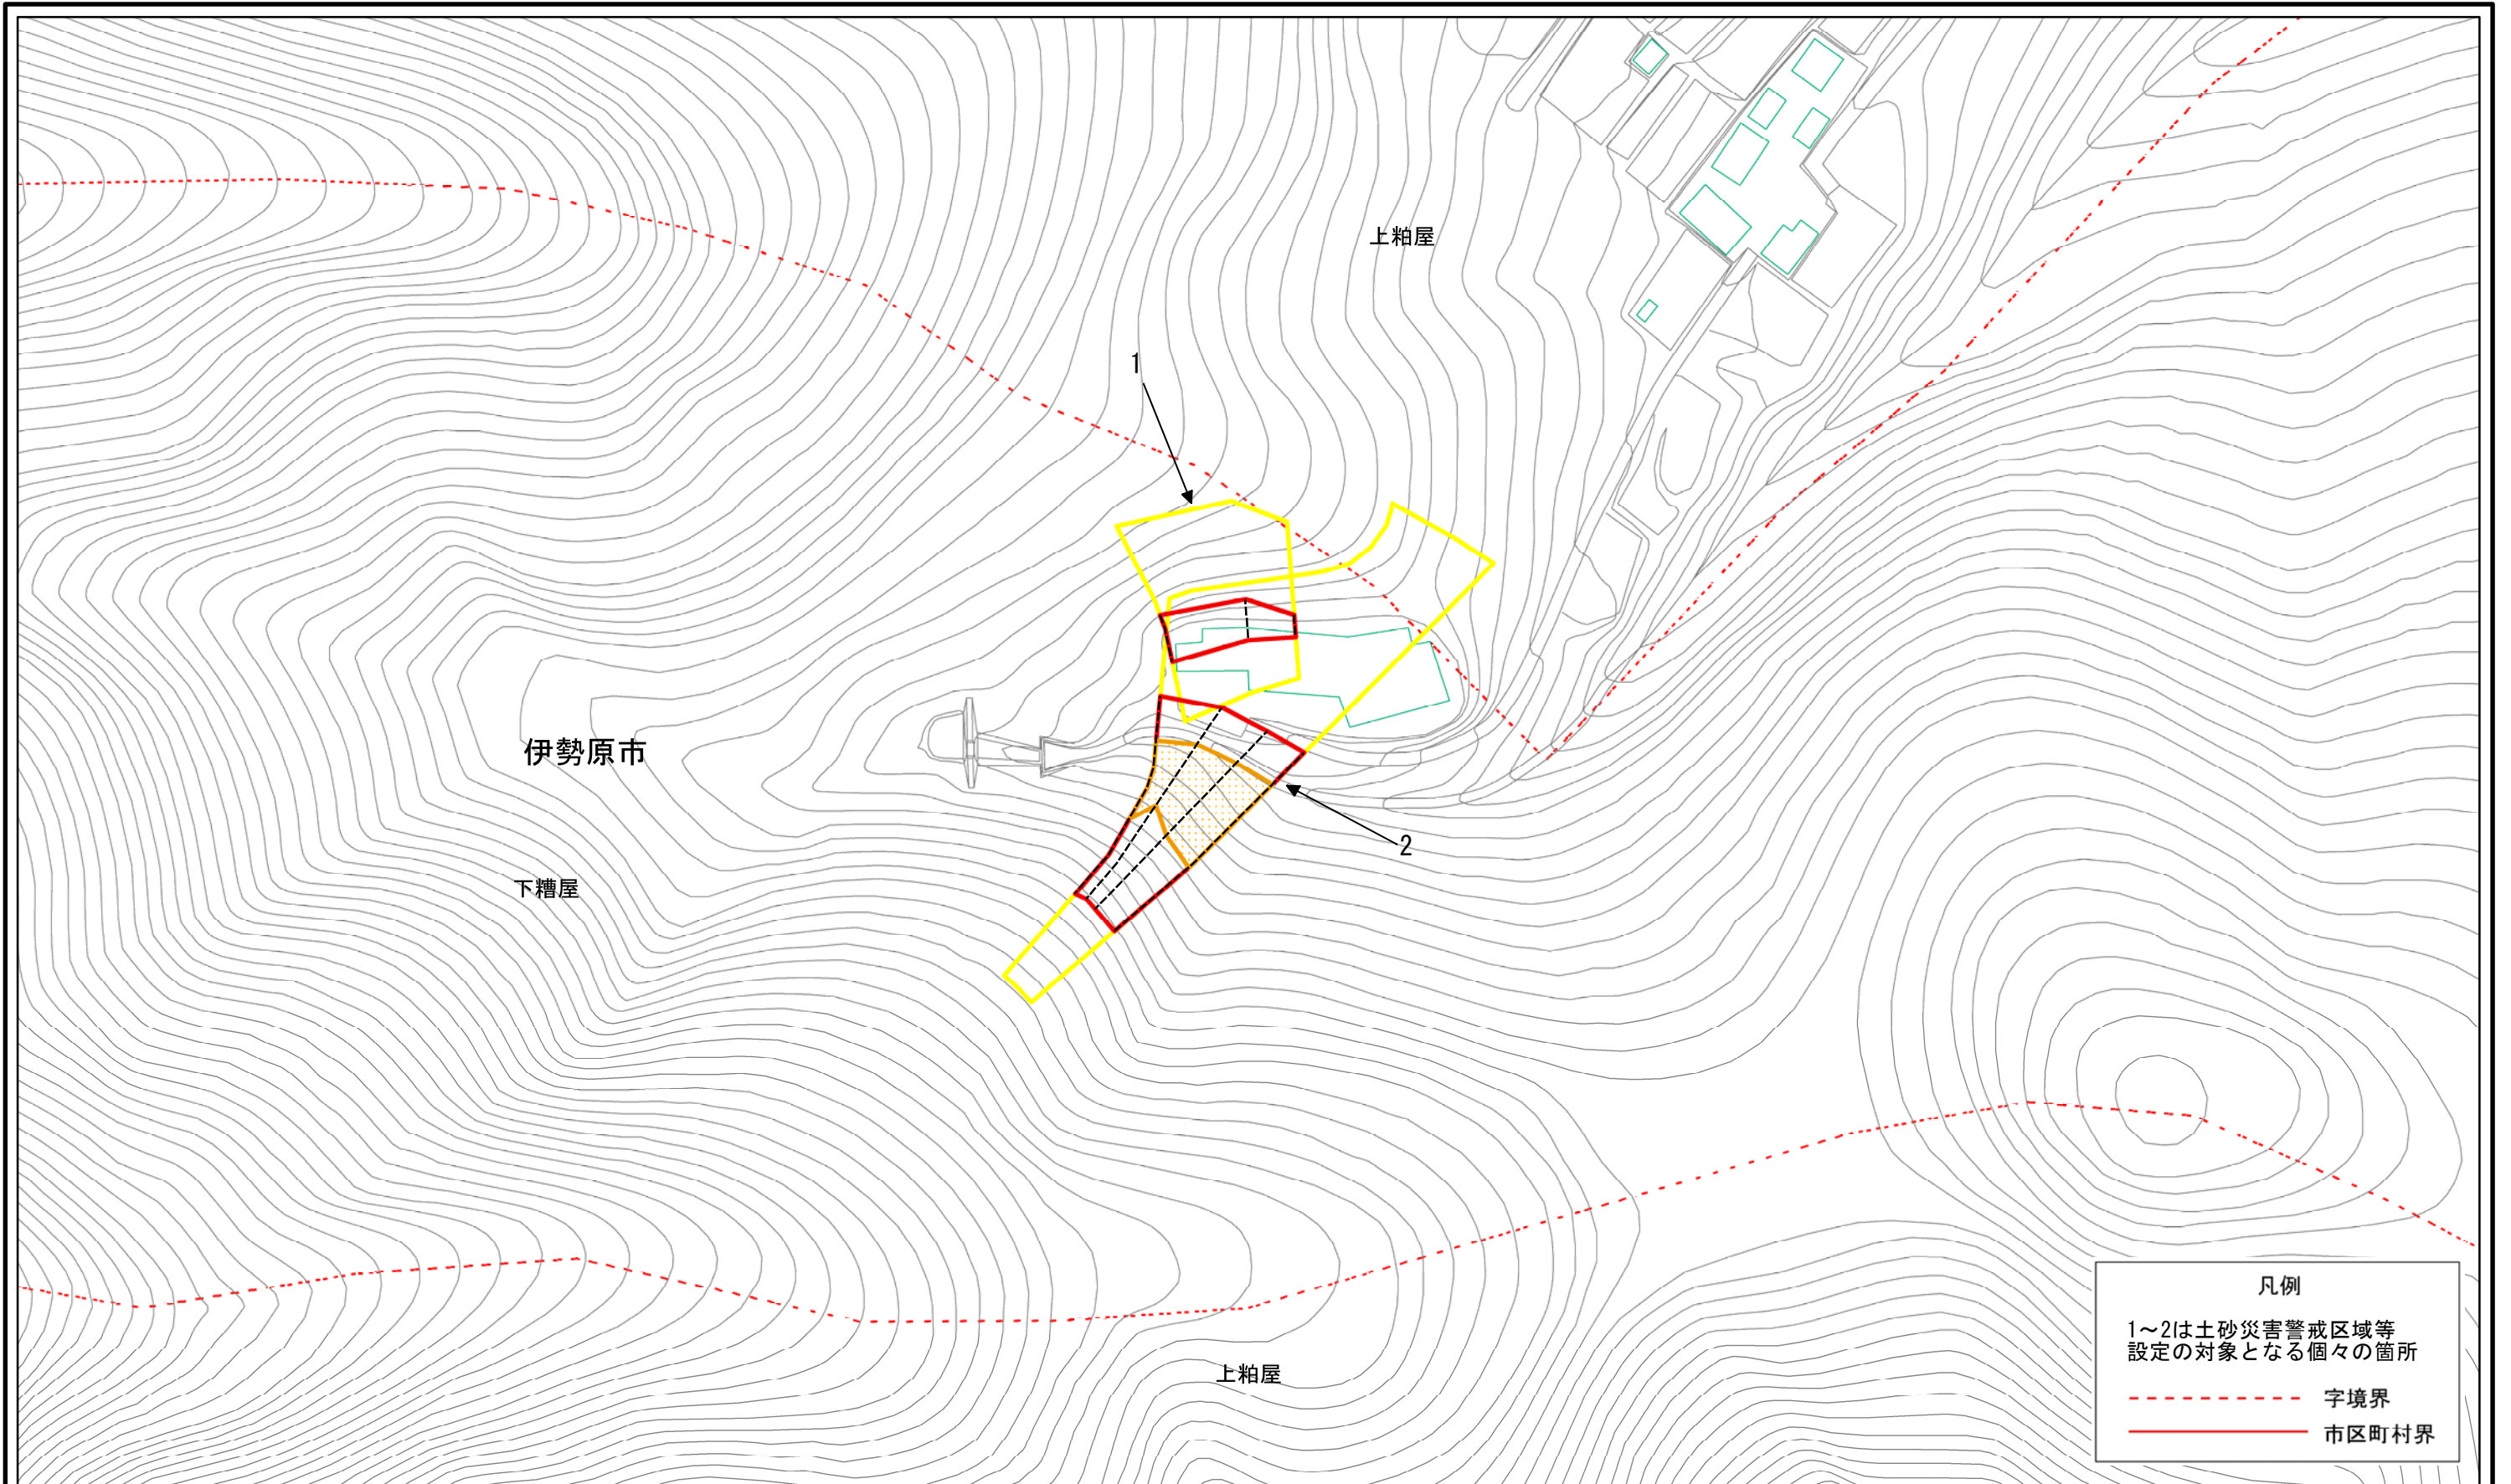 上粕屋
1
伊勢原市
2
下糟屋
上粕屋
凡例
1～2は土砂災害警戒区域等
設定の対象となる個々の箇所
字境界
市区町村界